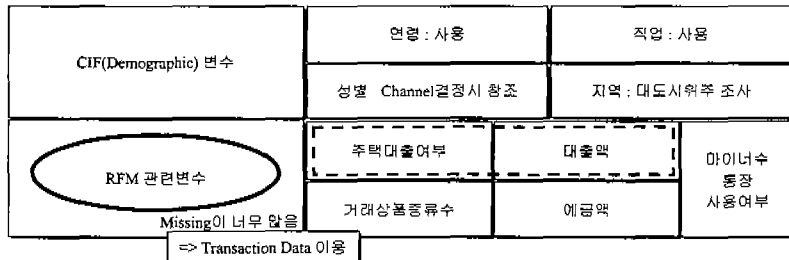 CIF(Demographic) 변수
연령 : 사용
직업 : 사용
성별 Channel결정시 참조
지역 : 대도시위주 조사
RFM 관련변수
Missing이 너무 많음
=> Transaction Data 이용
주택대출여부
대출액
거래상품종류수
예금액
마이너스
통장
사용여부